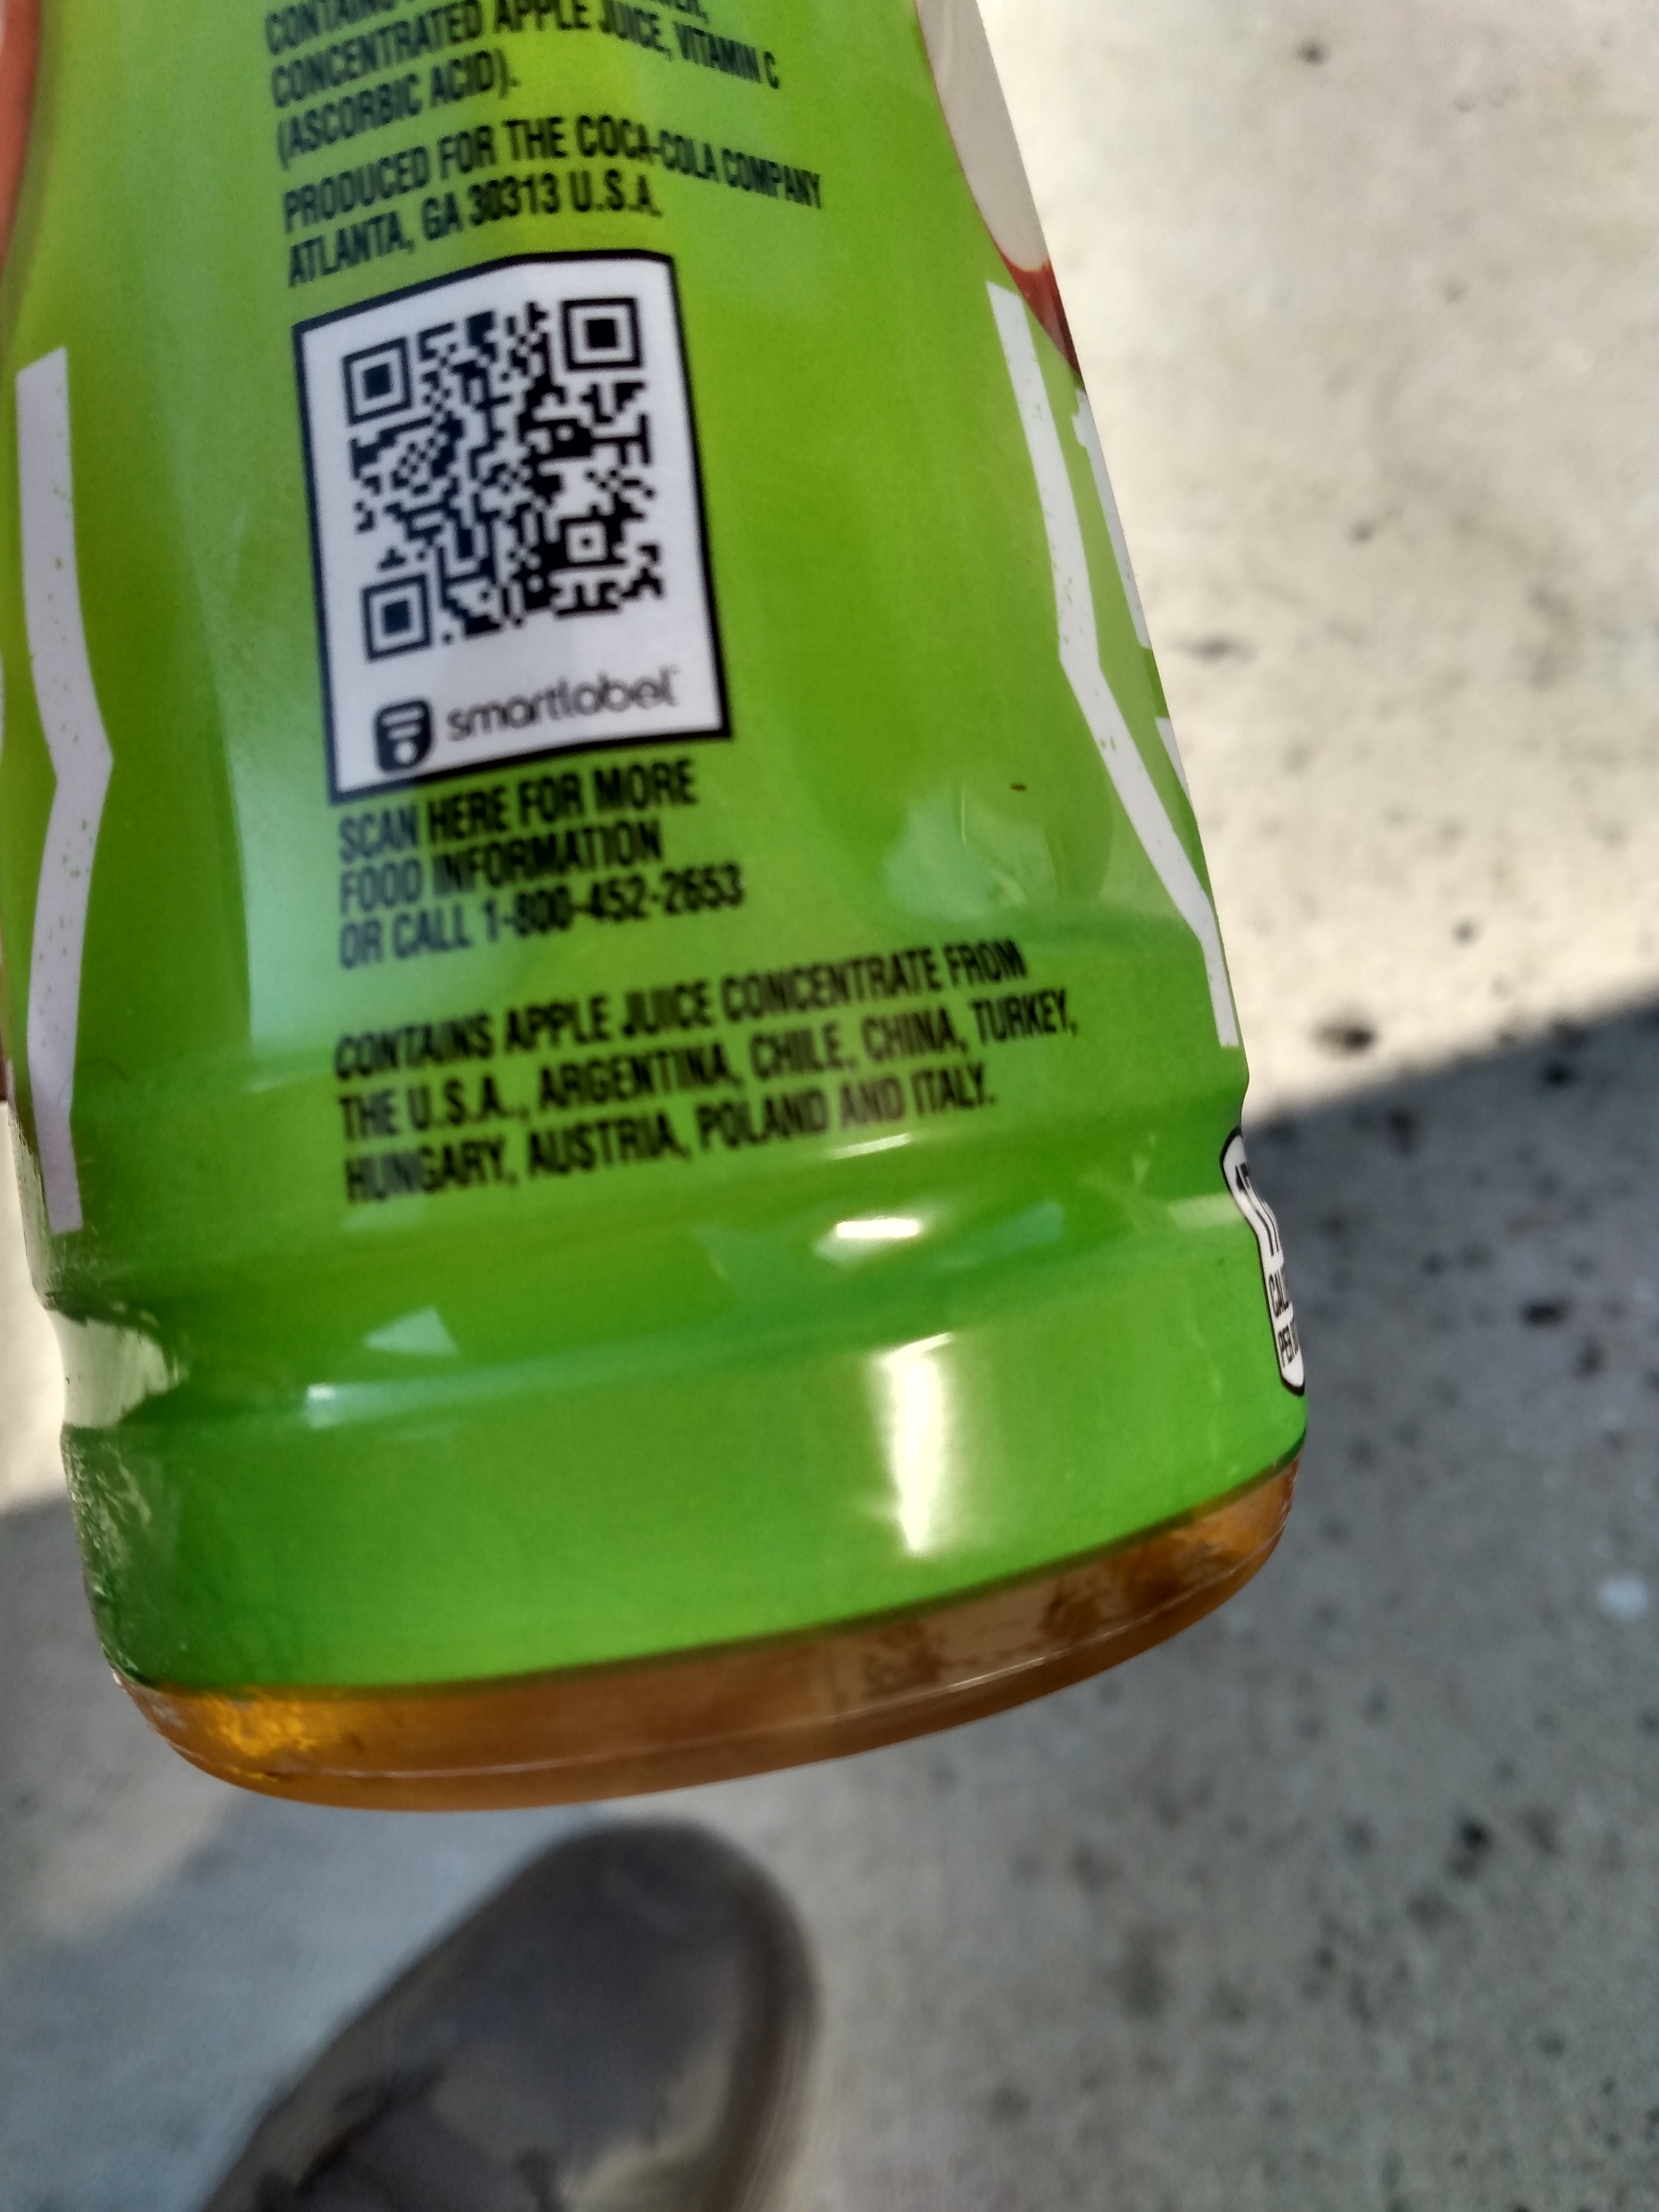 CONTAINS
CONCENTRATED APPLE JUICE, VITAMIN C
(ASCORBIC ACID).
PRODUCED FOR THE COCA-COLA COMPANY
ATLANTA, GA 30313 U.S.A.
smartlabel™
SCAN HERE FOR MORE
FOOD INFORMATION
OR CALL 1-800-452-2653
CONTAINS APPLE JUICE CONCENTRATE FROM
THE U.S.A., ARGENTINA, CHILE, CHINA, TURKEY,
HUNGARY, AUSTRIA, POLAND AND ITALY.